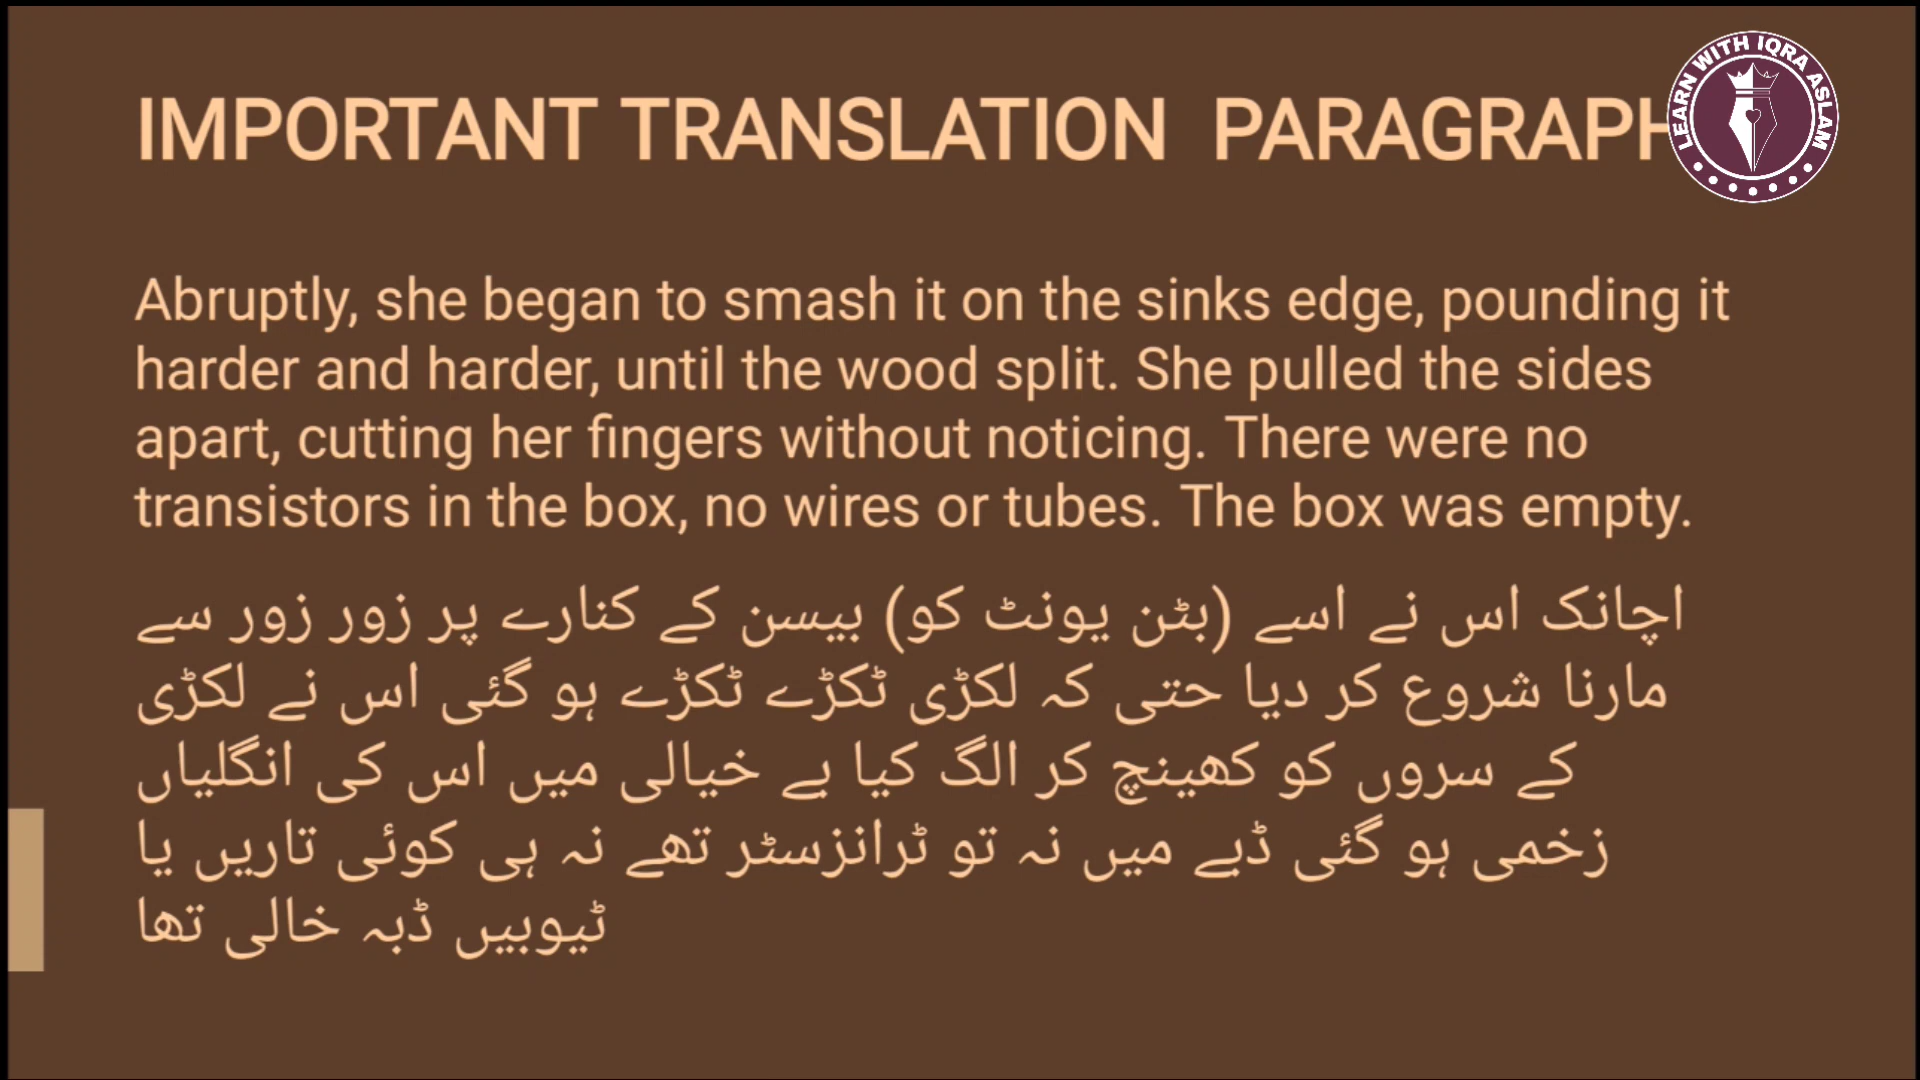 IMPORTANT TRANSLATION PARAGRAPH
LEARN WITH IQRA ASLAM
Abruptly, she began to smash it on the sinks edge, pounding it
harder and harder, until the wood split. She pulled the sides
apart, cutting her fingers without noticing. There were no
transistors in the box, no wires or tubes. The box was empty.
اچانک اس نے اسے (بٹن یونٹ کو) بیسن کے کنارے پر زور زور سے
مارنا شروع کر دیا حتی کہ لکڑی ٹکڑے ٹکڑے ہو گئی اس نے لکڑی
کے سروں کو کھینچ کر الگ کیا بے خیالی میں اس کی انگلیاں
زخمی ہو گئی ڈبے میں نہ تو ٹرانزسٹر تھے نہ ہی کوئی تاریں یا
ٹیوبیں ڈبہ خالی تھا